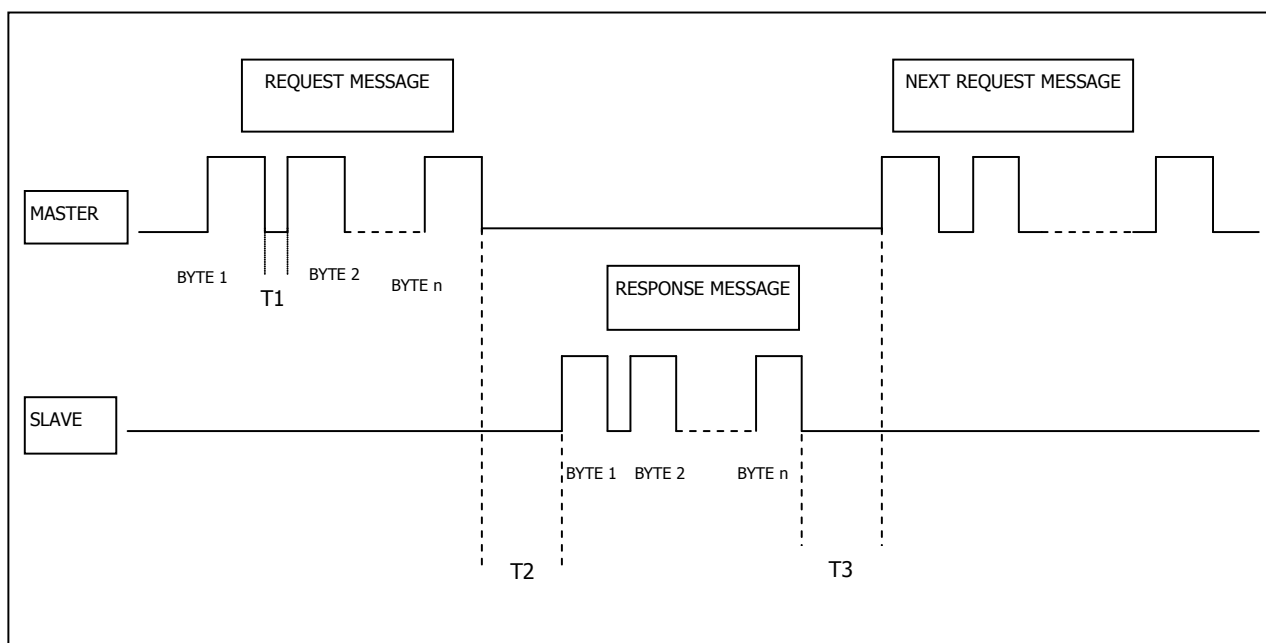 REQUEST MESSAGE
NEXT REQUEST MESSAGE
MASTER
BYTE 1
T1
BYTE 2
BYTE n
RESPONSE MESSAGE
SLAVE
BYTE 1
BYTE 2
BYTE n
T2
T3